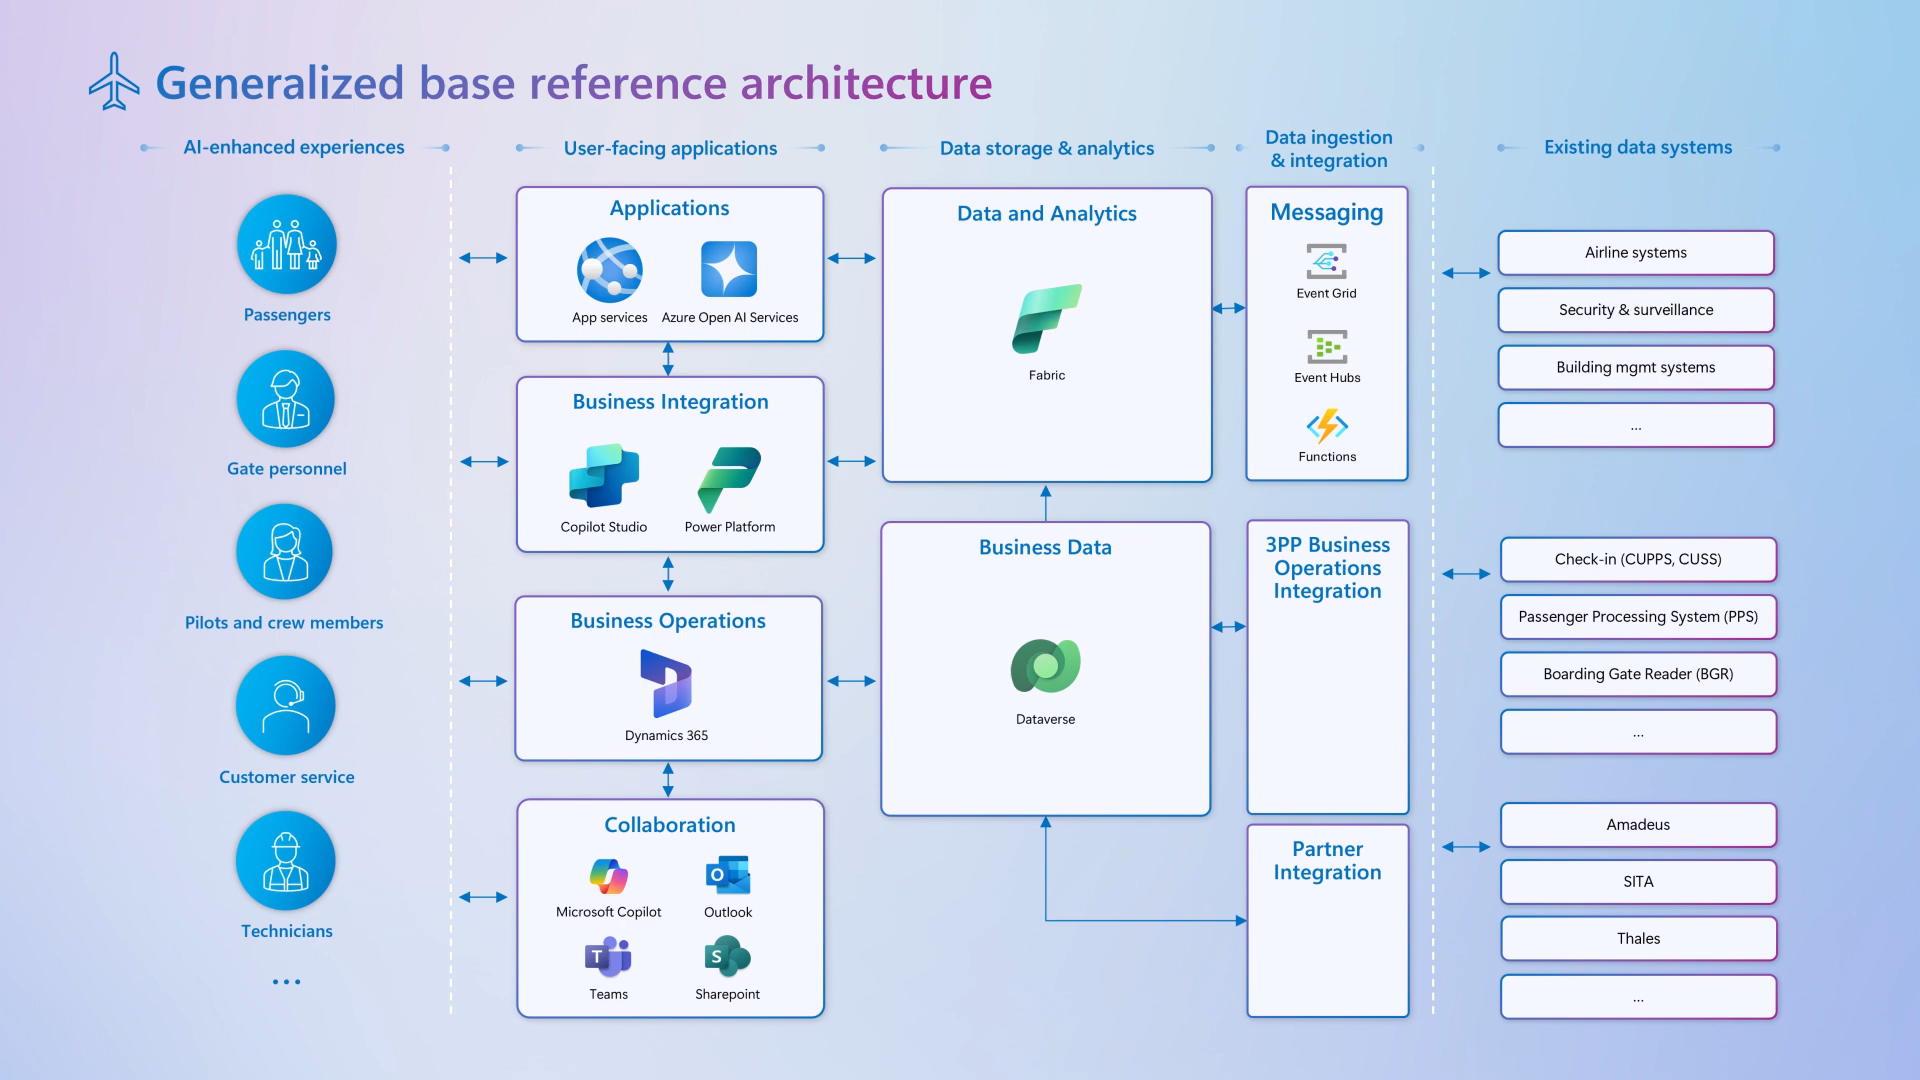 Generalized base reference architecture
AI-enhanced experiences
Passengers
Gate personnel
Pilots and crew members
Customer service
Technicians
...
User-facing applications
Applications
App services
Azure Open AI Services
Business Integration
Copilot Studio
Power Platform
Business Operations
Dynamics 365
Collaboration
Microsoft Copilot
Outlook
Teams
Sharepoint
Data storage & analytics
Data and Analytics
Fabric
Business Data
Dataverse
Data ingestion
& integration
Messaging
Event Grid
Event Hubs
Functions
3PP Business
Operations
Integration
Partner
Integration
Existing data systems
Airline systems
Security & surveillance
Building mgmt systems
...
Check-in (CUPPS, CUSS)
Passenger Processing System (PPS)
Boarding Gate Reader (BGR)
...
Amadeus
SITA
Thales
...